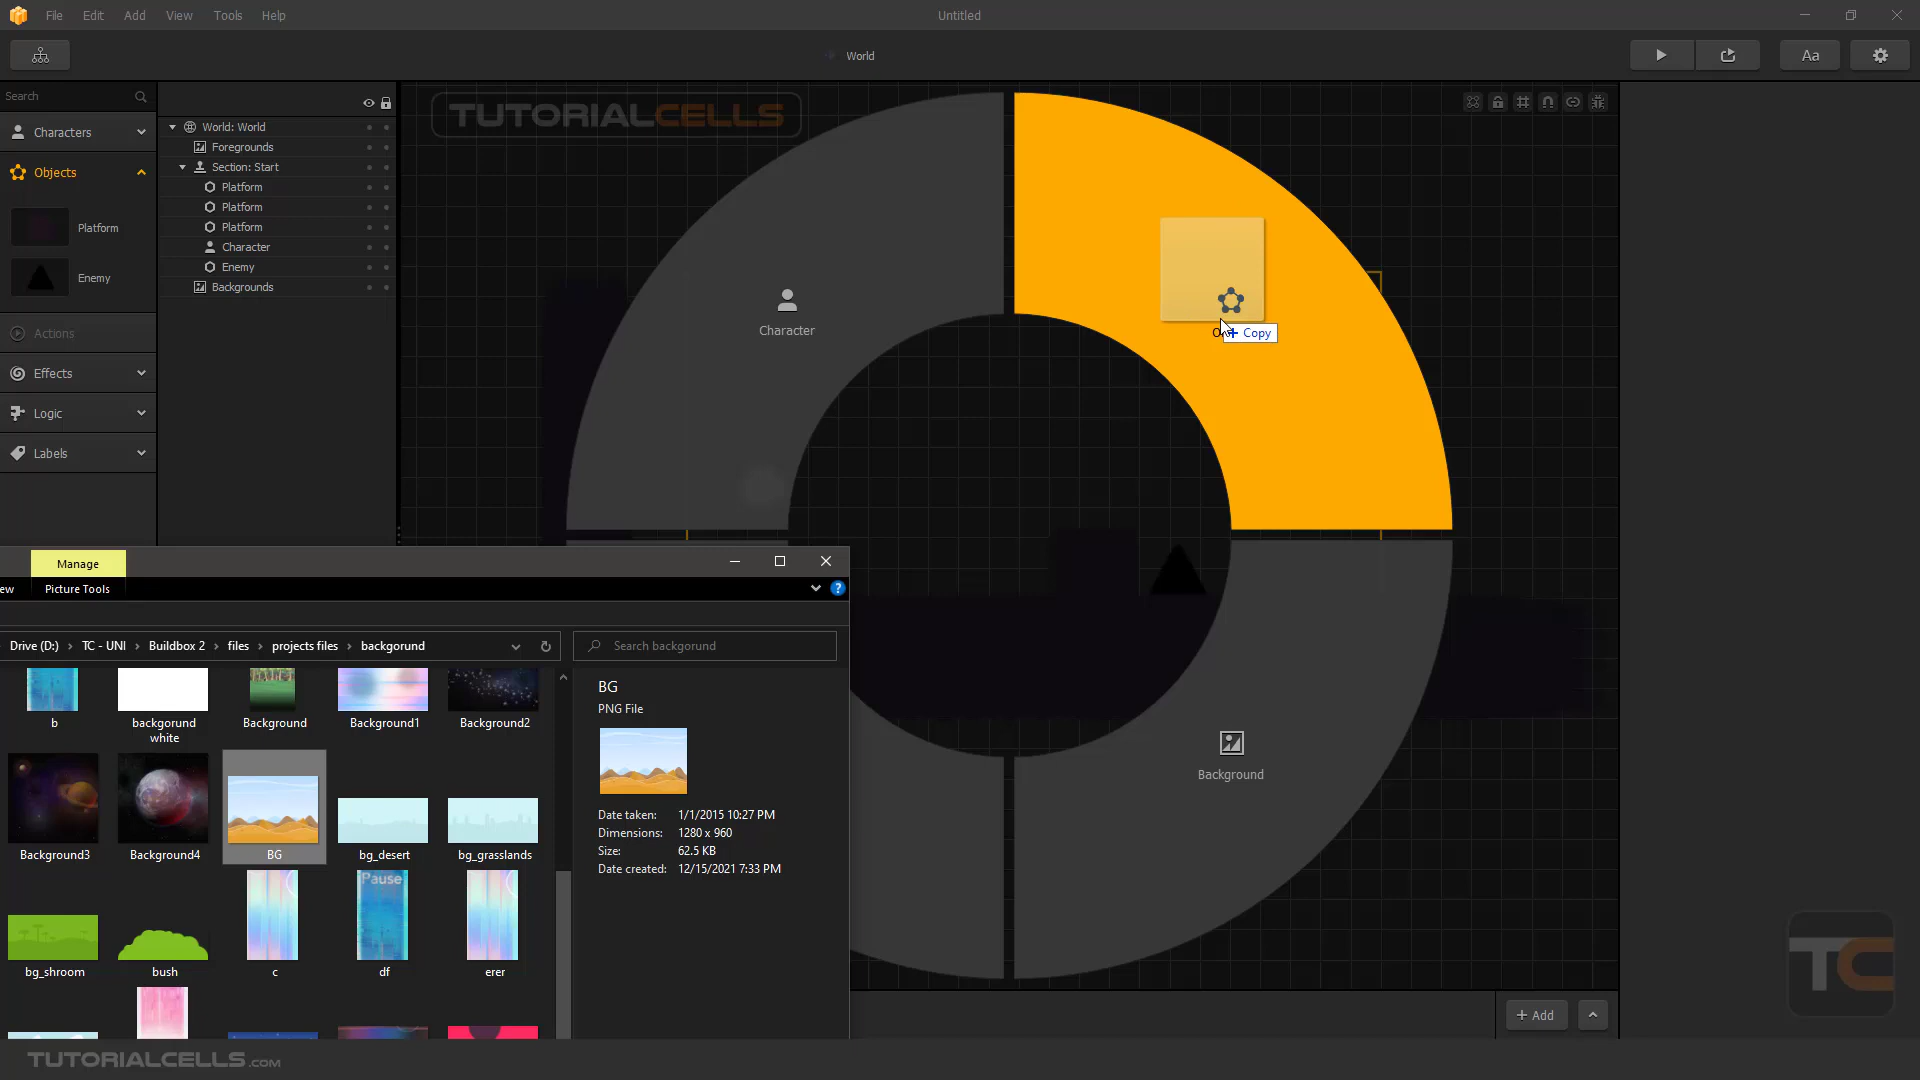 File Edit Add View Tools Help
Untitled
World
Aa
Search
Characters
Objects
Platform
Enemy
Actions
Effects
Logic
Labels
World: World
Foregrounds
Section: Start
Platform
Platform
Platform
Character
Enemy
Backgrounds
TUTORIALCELLS
Character
+ Copy
Background
Manage
ew
Picture Tools
Drive (D:) > TC - UNI > Buildbox 2 > files > projects files > backgorund
Search backgorund
b
backgorund white
Background
Background1
Background2
Background3
Background4
BG
bg_desert
bg_grasslands
bg_shroom
bush
c
Pause
df
erer
BG
PNG File
Date taken: 1/1/2015 10:27 PM
Dimensions: 1280 x 960
Size: 62.5 KB
Date created: 12/15/2021 7:33 PM
+ Add
TC
TUTORIALCELLS.COM